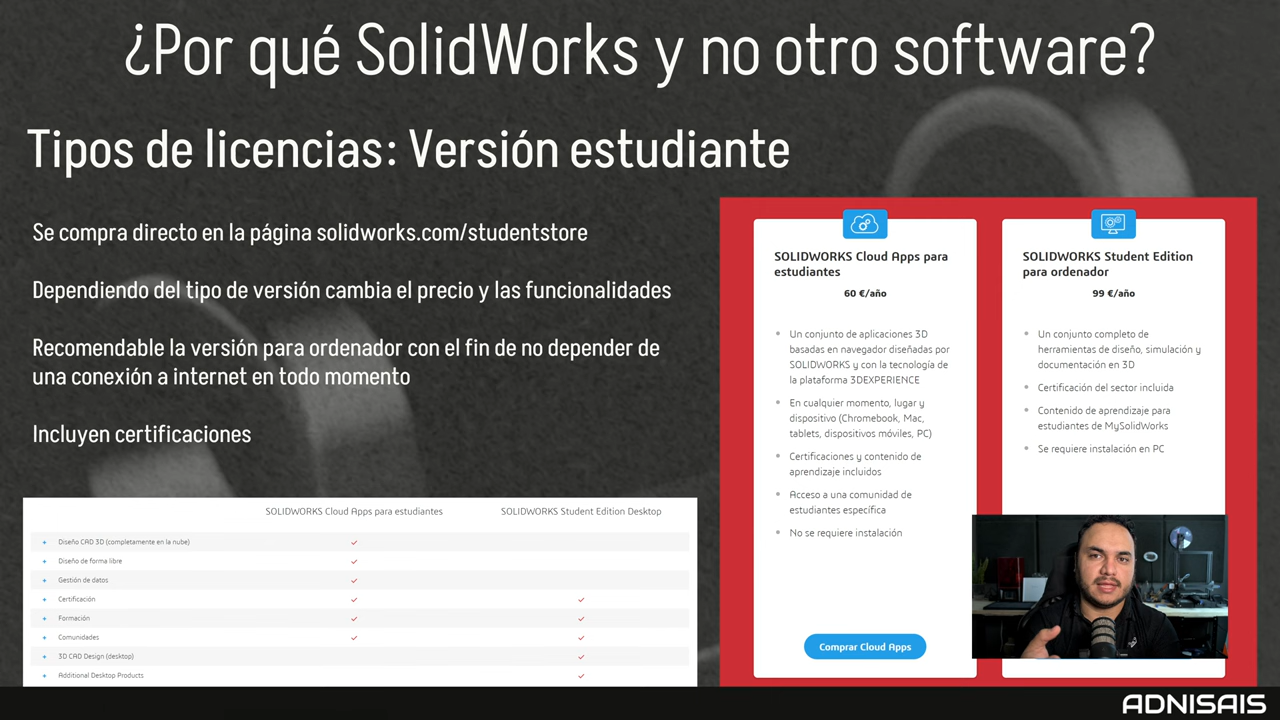 ¿Por qué SolidWorks y no otro software?
Tipos de licencias: Versión estudiante
Se compra directo en la página solidworks.com/studentstore
Dependiendo del tipo de versión cambia el precio y las funcionalidades
Recomendable la versión para ordenador con el fin de no depender de
una conexión a internet en todo momento
Incluyen certificaciones
SOLIDWORKS Cloud Apps para estudiantes
SOLIDWORKS Student Edition Desktop
Diseño CAD 3D (completamente en la nube)
Diseño de forma libre
Gestión de datos
Certificación
Formación
Comunidades
3D CAD Design (desktop)
Additional Desktop Products
SOLIDWORKS Cloud Apps para
estudiantes
60 €/año
Un conjunto de aplicaciones 3D
basadas en navegador diseñadas por
SOLIDWORKS y con la tecnología de
la plataforma 3DEXPERIENCE
En cualquier momento, lugar y
dispositivo (Chromebook, Mac,
tablets, dispositivos móviles, PC)
Certificaciones y contenido de
aprendizaje incluidos
Acceso a una comunidad de
estudiantes específica
No se requiere instalación
Comprar Cloud Apps
SOLIDWORKS Student Edition
para ordenador
99 €/año
Un conjunto completo de
herramientas de diseño, simulación y
documentación en 3D
Certificación del sector incluida
Contenido de aprendizaje para
estudiantes de MySolidWorks
Se requiere instalación en PC
ADNISAIS